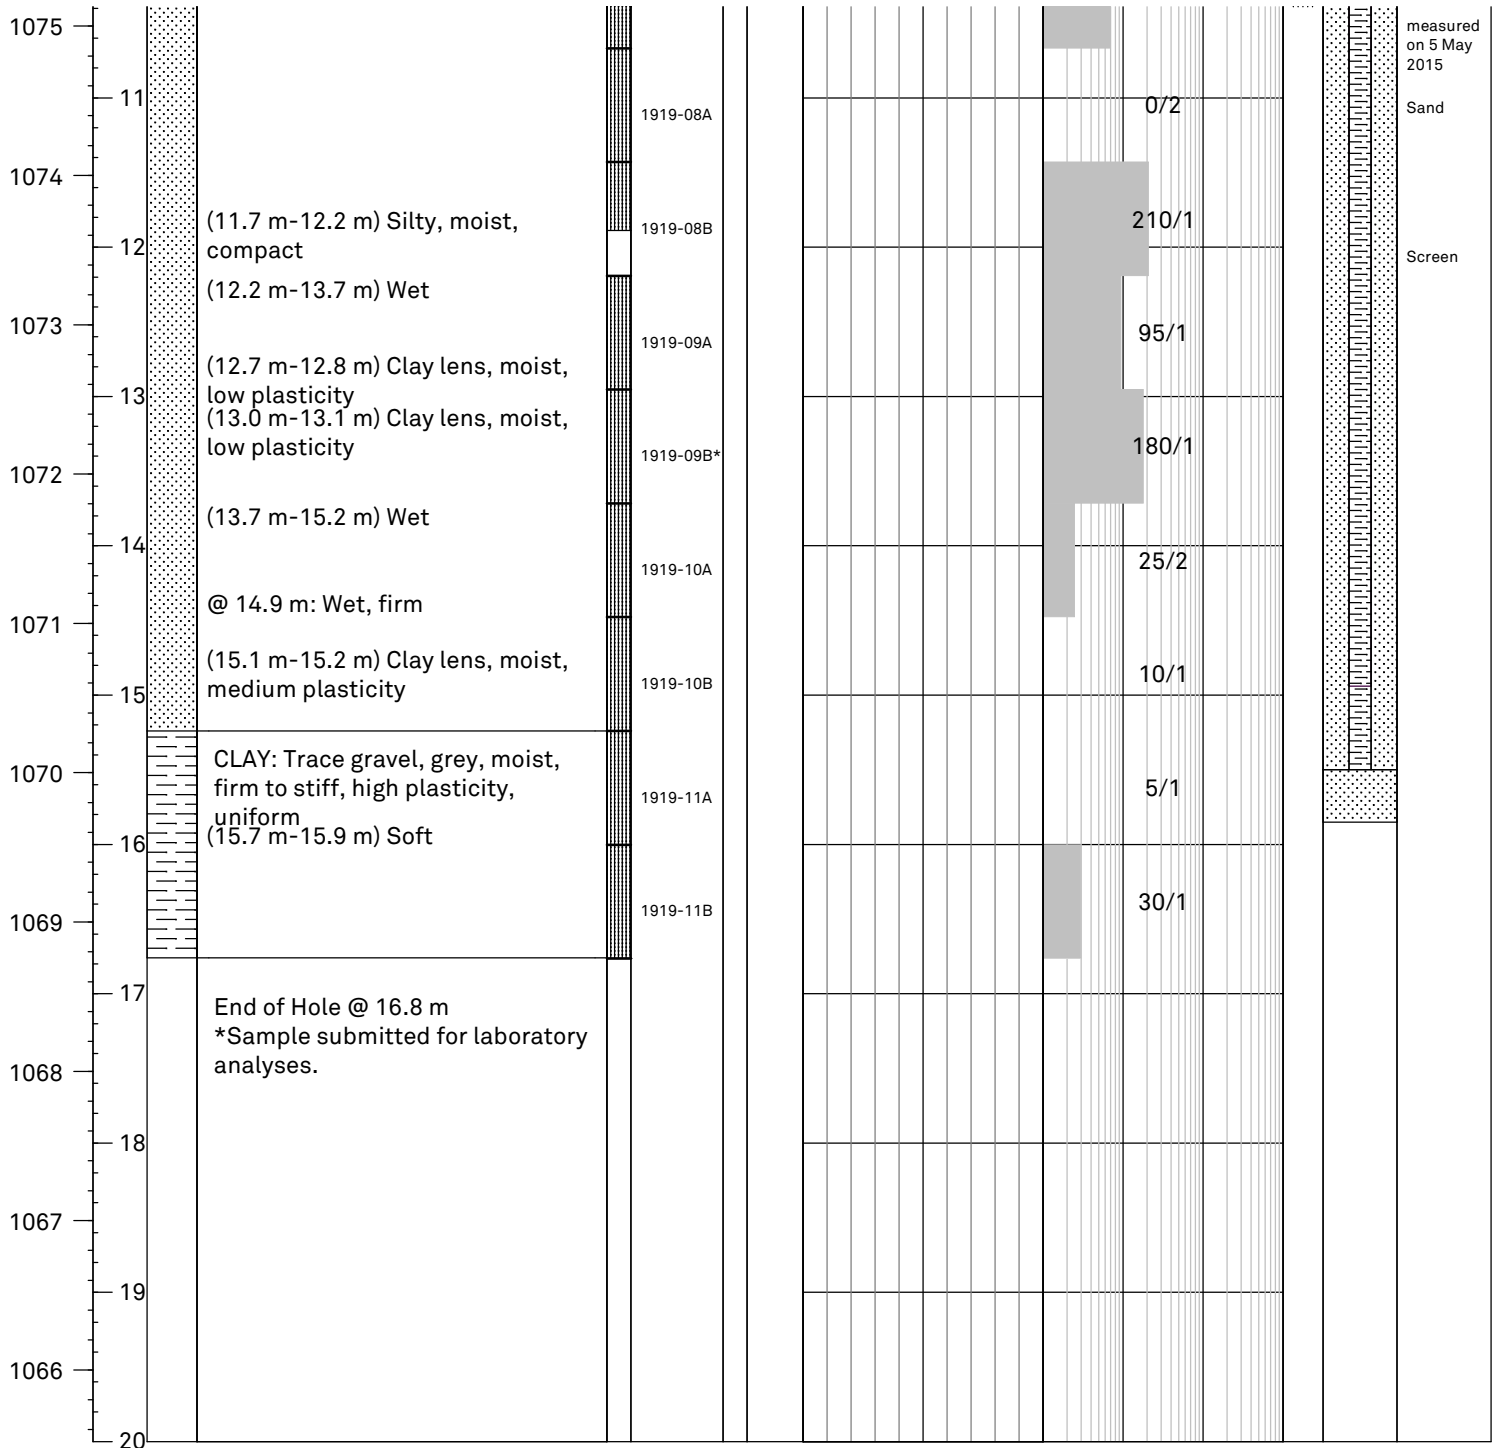 1075
measured
on 5 May
2015
11
1919-08A
0/2
Sand
1074
(11.7 m-12.2 m) Silty, moist,
compact
1919-08B
210/1
12
Screen
(12.2 m-13.7 m) Wet
1073
1919-09A
95/1
(12.7 m-12.8 m) Clay lens, moist,
low plasticity
13
(13.0 m-13.1 m) Clay lens, moist,
low plasticity
1919-09B*
180/1
1072
(13.7 m-15.2 m) Wet
14
1919-10A
25/2
@ 14.9 m: Wet, firm
1071
(15.1 m-15.2 m) Clay lens, moist,
medium plasticity
1919-10B
10/1
15
CLAY: Trace gravel, grey, moist,
firm to stiff, high plasticity,
uniform
1070
1919-11A
5/1
(15.7 m-15.9 m) Soft
16
1919-11B
30/1
1069
17
End of Hole @ 16.8 m
*Sample submitted for laboratory
analyses.
1068
18
1067
19
1066
20